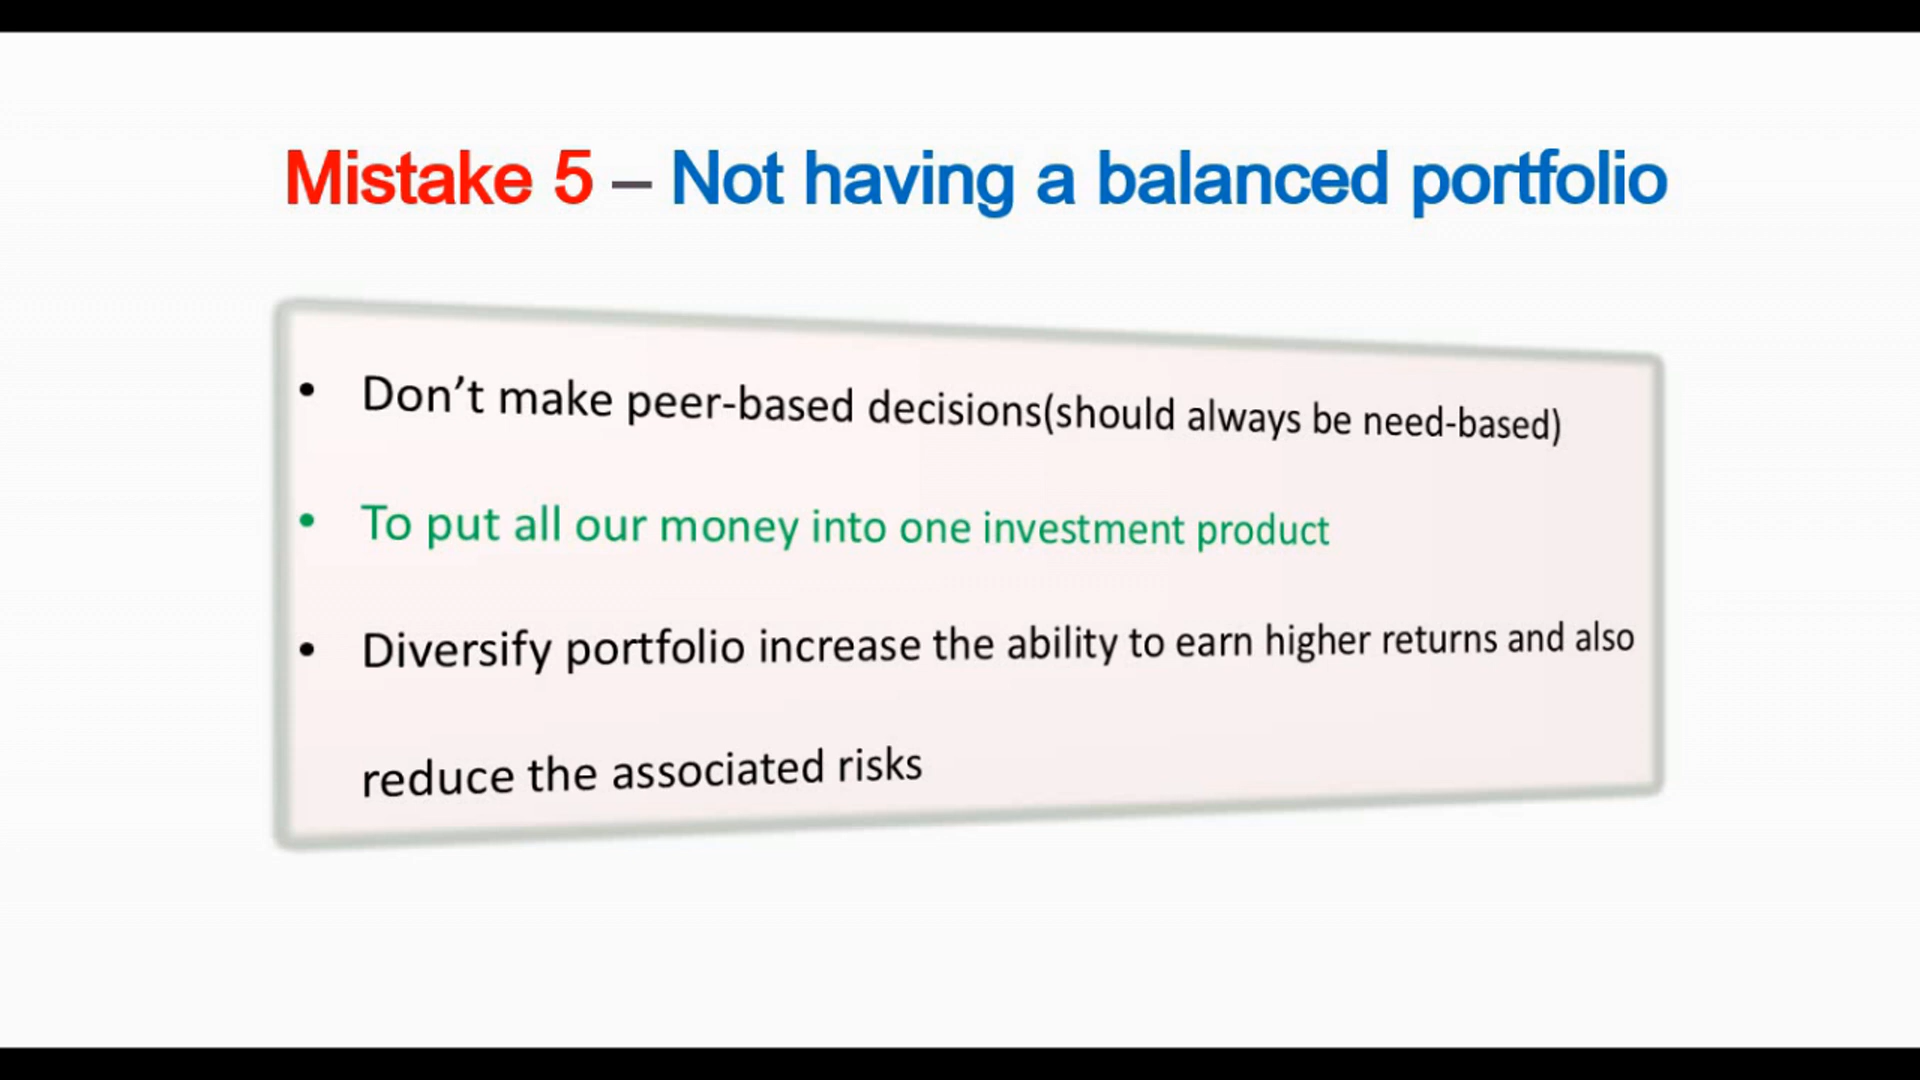 Mistake 5 – Not having a balanced portfolio
• Don’t make peer-based decisions(should always be need-based)
• To put all our money into one investment product
• Diversify portfolio increase the ability to earn higher returns and also
reduce the associated risks